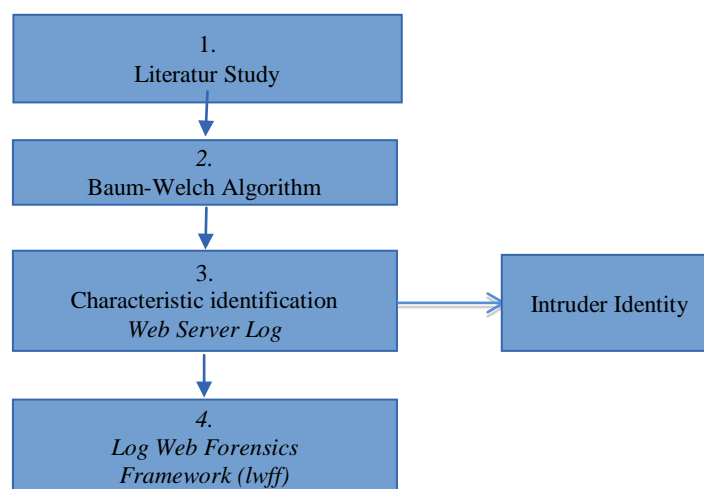 1.
Literatur Study
2.
Baum-Welch Algorithm
3.
Characteristic identification
Web Server Log
Intruder Identity
4.
Log Web Forensics
Framework (lwff)